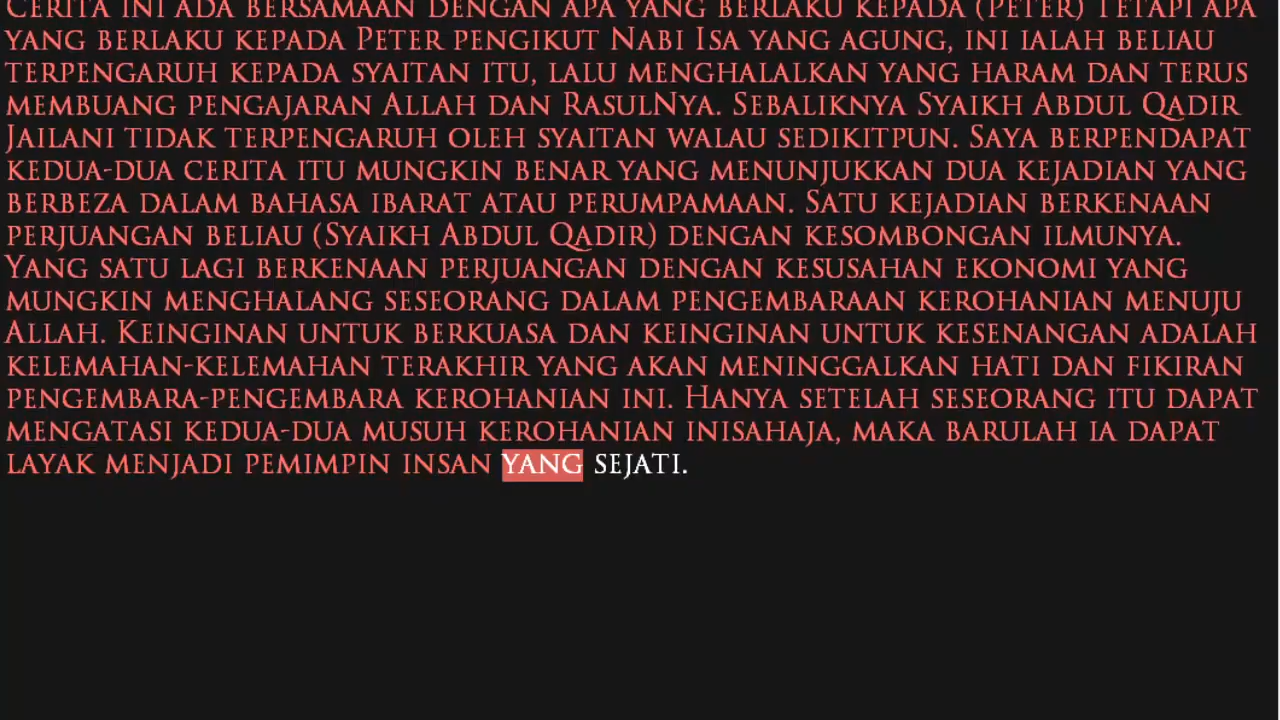 Cerita ini ada bersamaan dengan apa yang berlaku kepada (Peter) Tetapi apa
yang berlaku kepada Peter pengikut Nabi Isa yang agung, ini ialah beliau
terpengaruh kepada syaitan itu, lalu menghalalkan yang haram dan terus
membuang pengajaran Allah dan RasulNya. Sebaliknya Syaikh Abdul Qadir
Jailani tidak terpengaruh oleh syaitan walau sedikitpun. Saya berpendapat
kedua-dua cerita itu mungkin benar yang menunjukkan dua kejadian yang
berbeza dalam bahasa ibarat atau perumpamaan. Satu kejadian berkenaan
perjuangan beliau (Syaikh Abdul Qadir) dengan kesombongan ilmunya.
Yang satu lagi berkenaan perjuangan dengan kesusahan ekonomi yang
mungkin menghalang seseorang dalam pengembaraan kerohanian menuju
Allah. Keinginan untuk berkuasa dan keinginan untuk kesenangan adalah
kelemahan-kelemahan terakhir yang akan meninggalkan hati dan fikiran
pengembara-pengembara kerohanian ini. Hanya setelah seseorang itu dapat
mengatasi kedua-dua musuh kerohanian inisahaja, maka barulah ia dapat
layak menjadi pemimpin insan yang sejati.